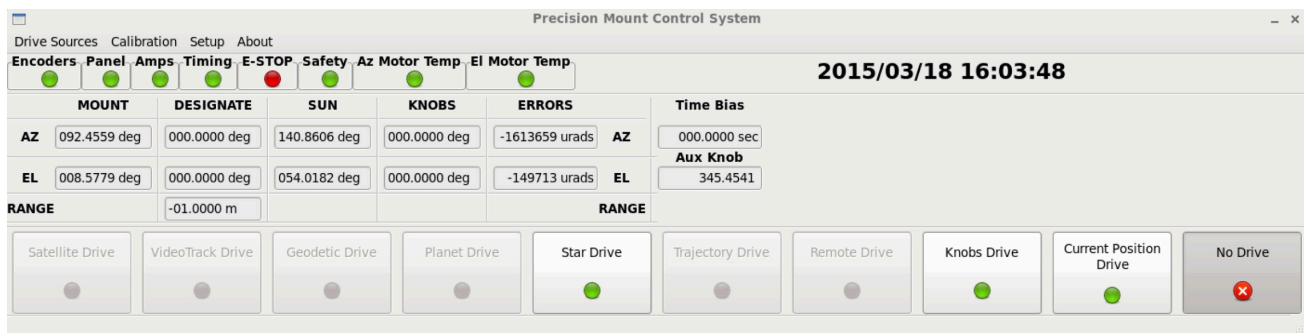 Precision Mount Control System
Drive Sources Calibration Setup About
Encoders Panel Amps Timing E-STOP Safety Az Motor Temp El Motor Temp
2015/03/18 16:03:48
MOUNT DESIGNATE SUN KNOBS ERRORS Time Bias
AZ 092.4559 deg 000.0000 deg 140.8606 deg 000.0000 deg -1613659 urads AZ 000.0000 sec
Aux Knob
EL 008.5779 deg 000.0000 deg 054.0182 deg 000.0000 deg -149713 urads EL 345.4541
RANGE -01.0000 m RANGE
Satellite Drive VideoTrack Drive Geodetic Drive Planet Drive Star Drive Trajectory Drive Remote Drive Knobs Drive Current Position Drive No Drive